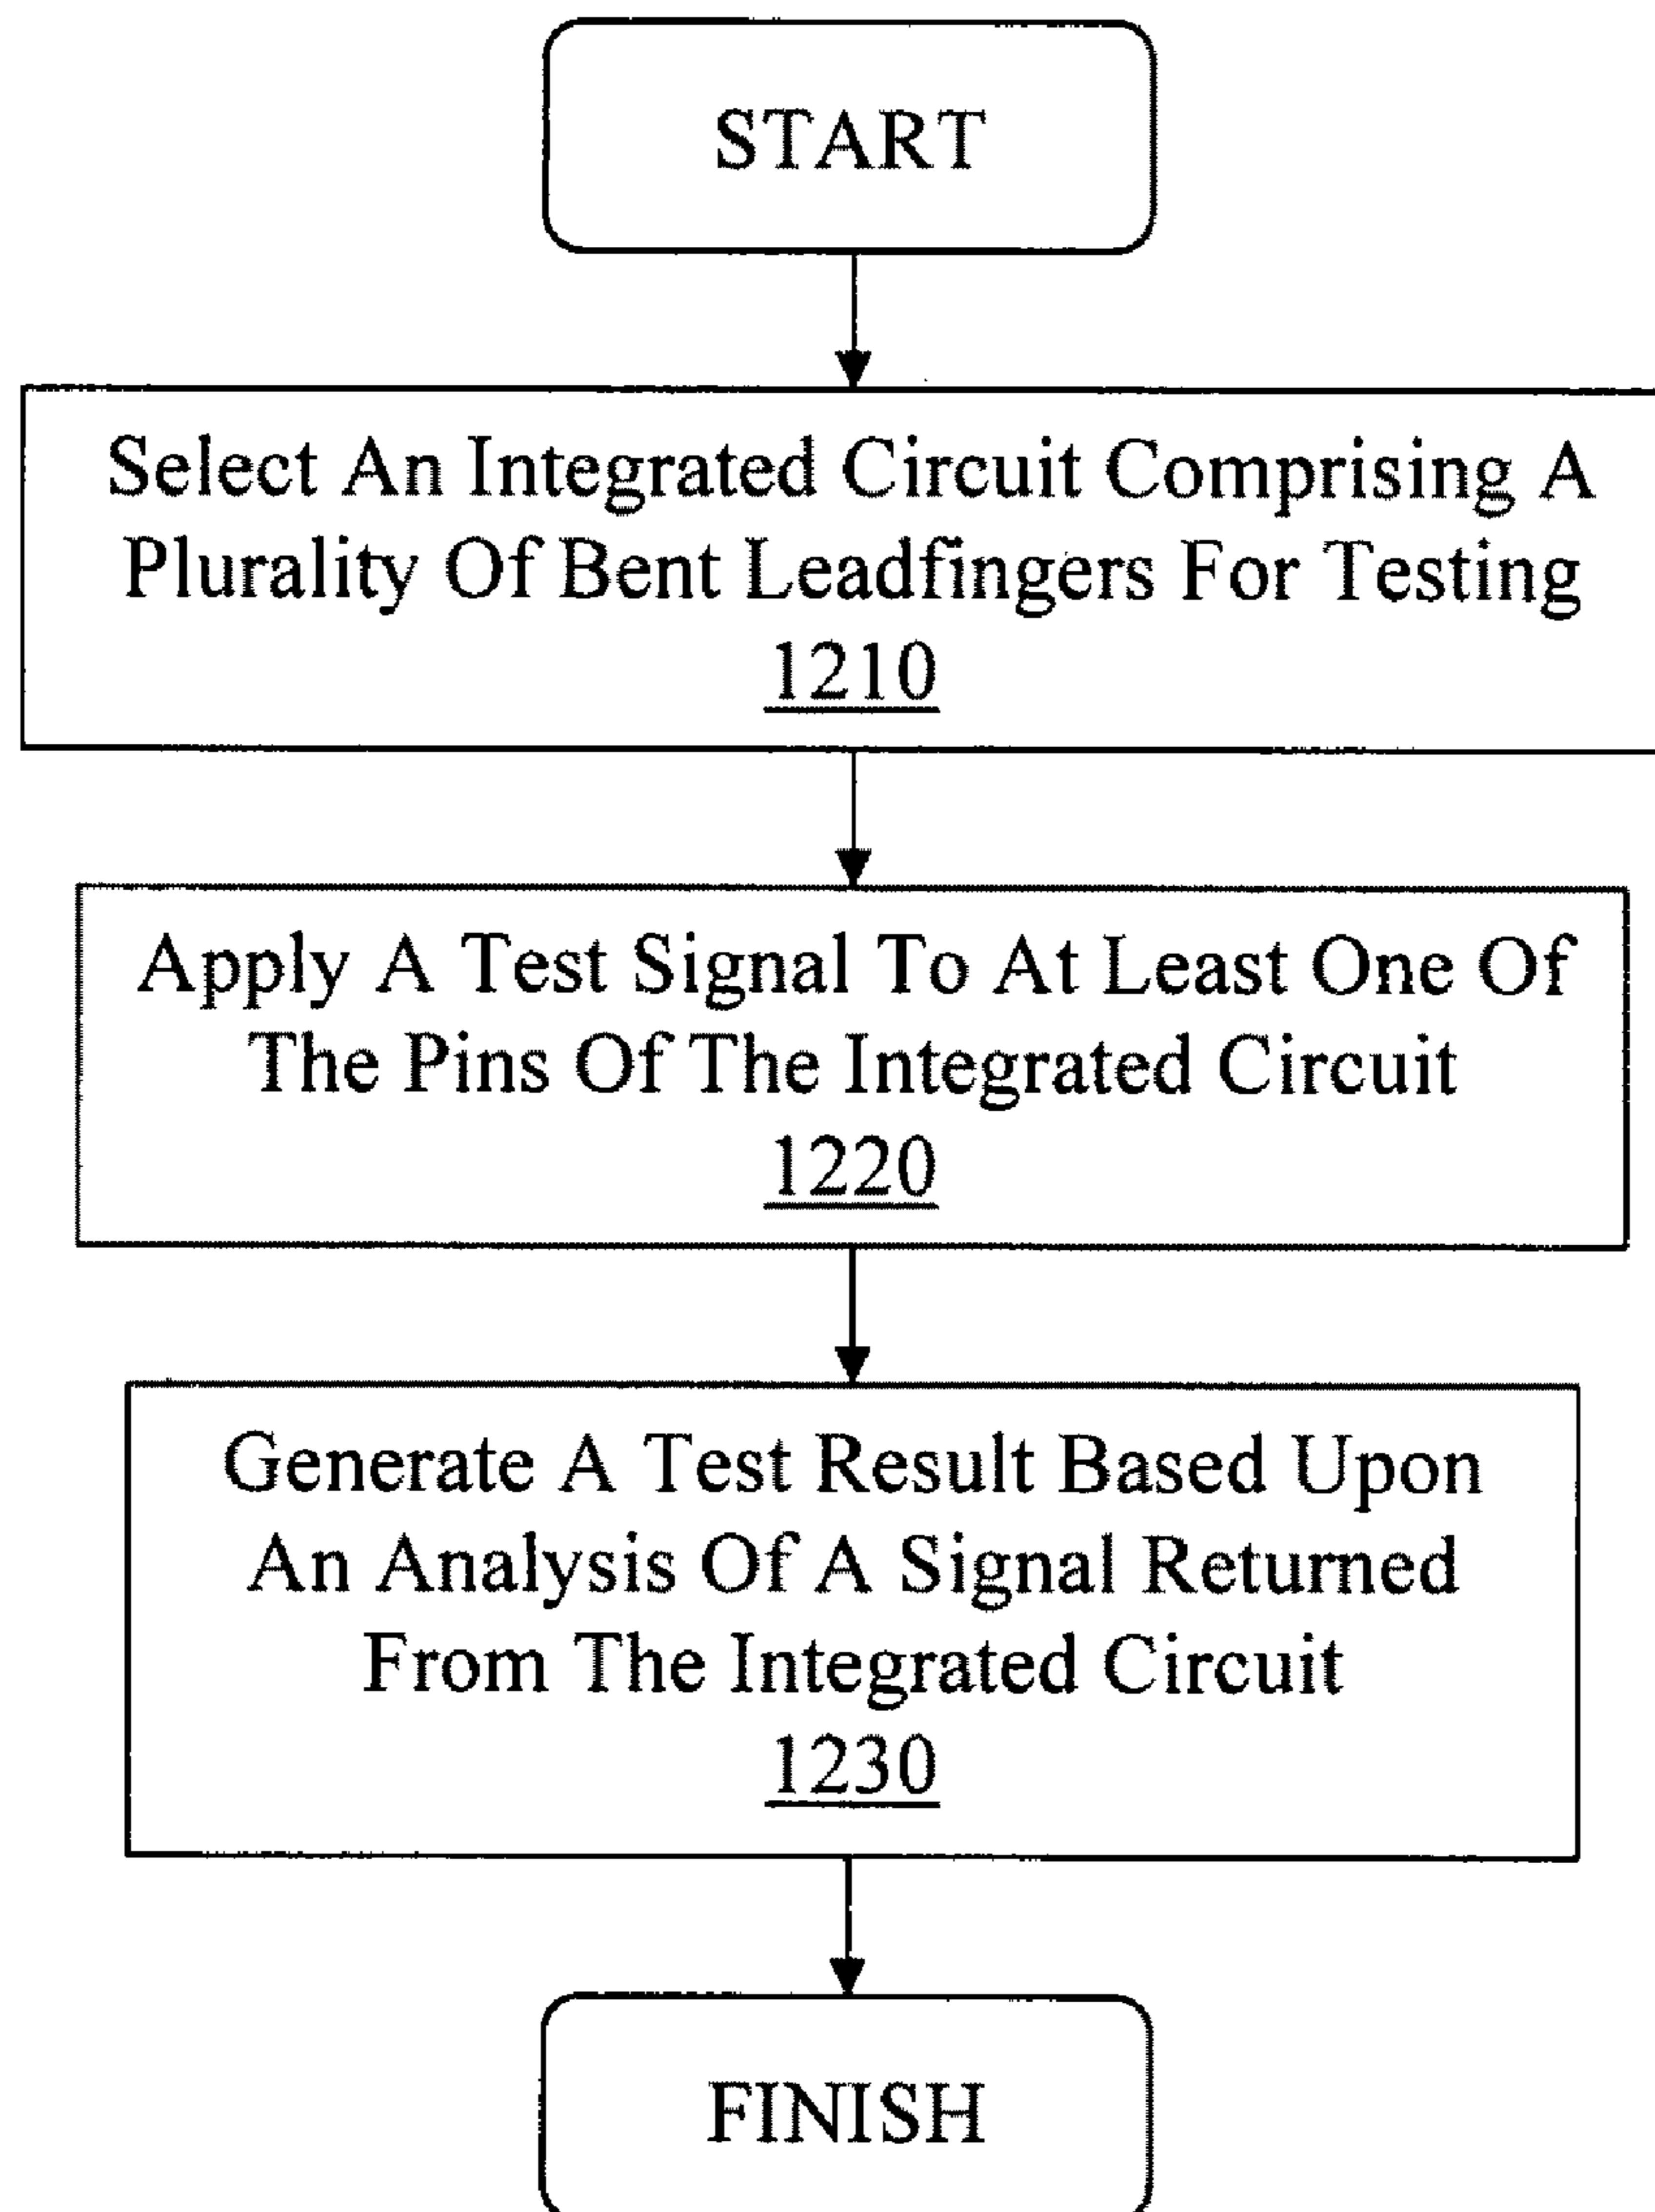 START
Select An Integrated Circuit Comprising A
Plurality Of Bent Leadfingers For Testing
1210
Apply A Test Signal To At Least One Of
The Pins Of The Integrated Circuit
1220
Generate A Test Result Based Upon
An Analysis Of A Signal Returned
From The Integrated Circuit
1230
FINISH